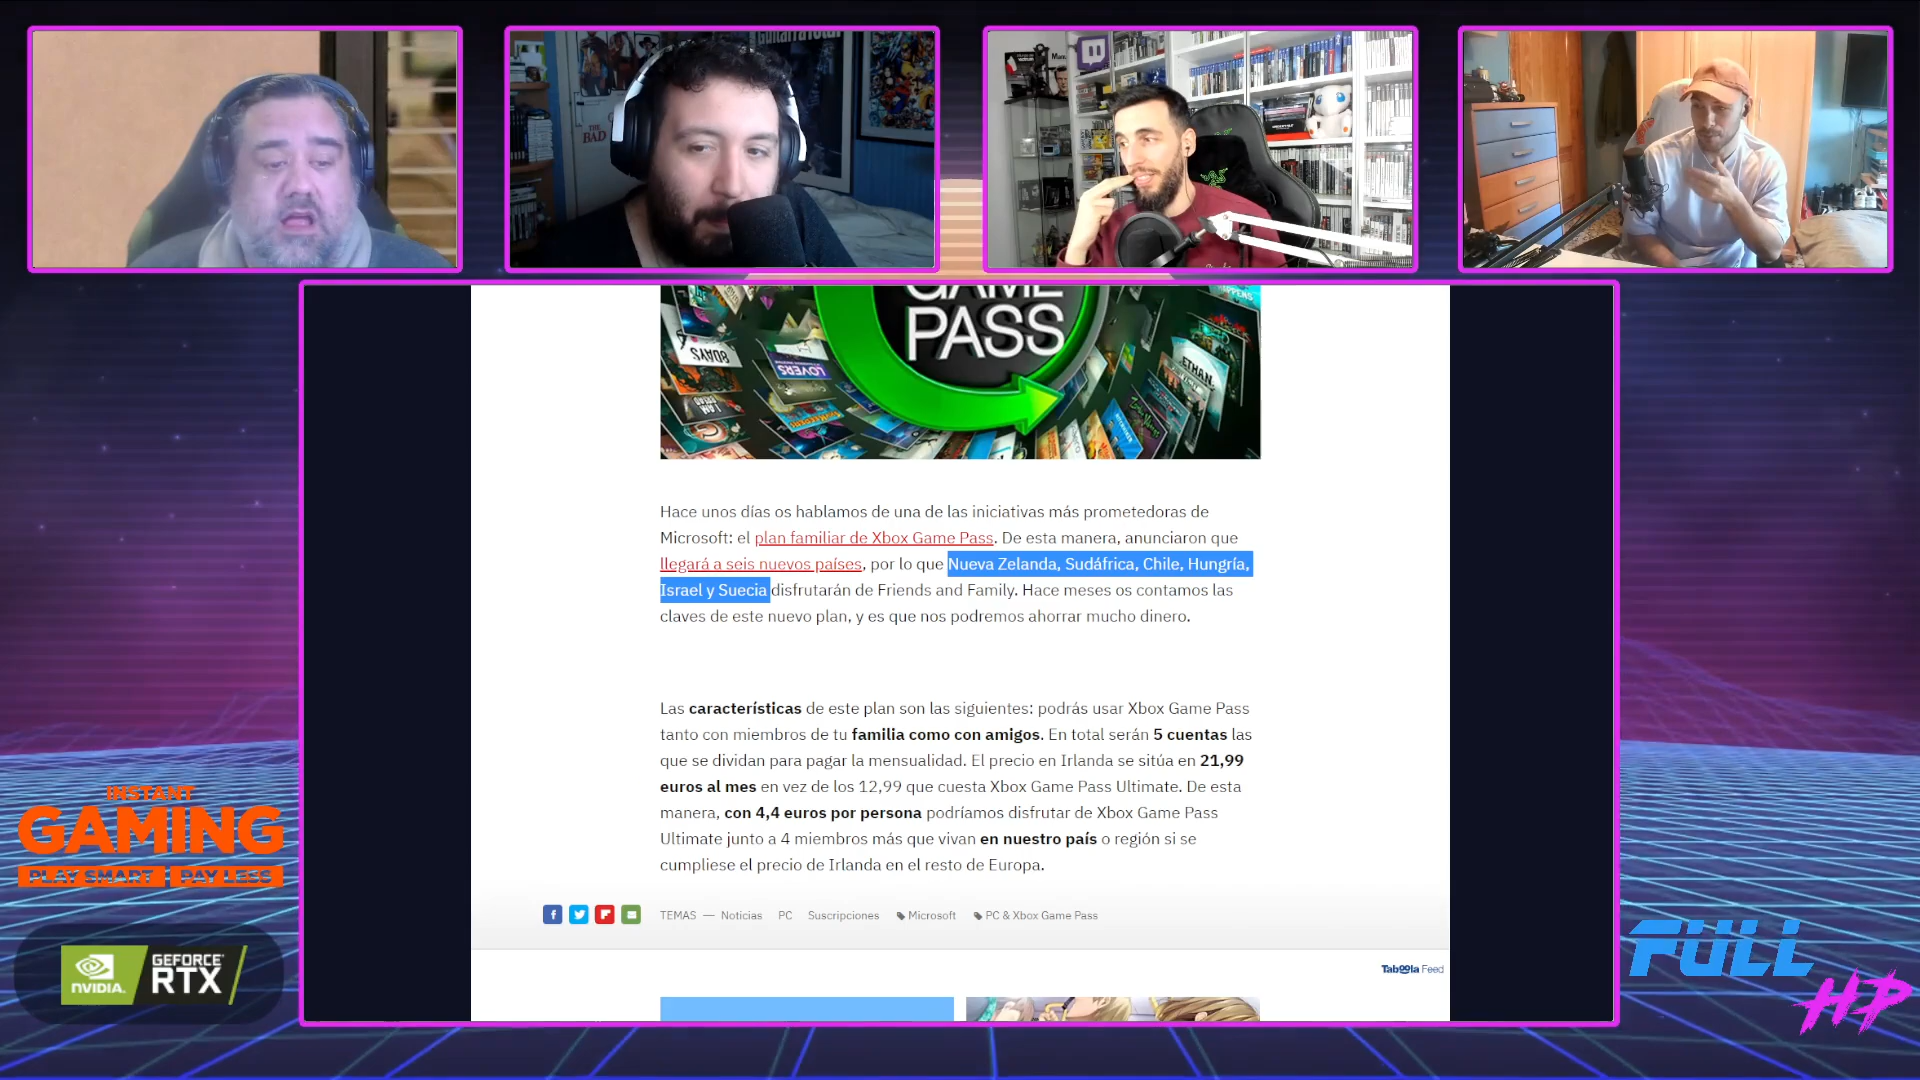 GuitarraTotal
THE
BAD
GAME
PASS
8DAYS
LOVERS
I AM
DEAD
ETHAN
Hace unos días os hablamos de una de las iniciativas más prometedoras de
Microsoft: el plan familiar de Xbox Game Pass. De esta manera, anunciaron que
llegará a seis nuevos países, por lo que Nueva Zelanda, Sudáfrica, Chile, Hungría,
Israel y Suecia disfrutarán de Friends and Family. Hace meses os contamos las
claves de este nuevo plan, y es que nos podremos ahorrar mucho dinero.
Las características de este plan son las siguientes: podrás usar Xbox Game Pass
tanto con miembros de tu familia como con amigos. En total serán 5 cuentas las
que se dividan para pagar la mensualidad. El precio en Irlanda se sitúa en 21,99
euros al mes en vez de los 12,99 que cuesta Xbox Game Pass Ultimate. De esta
manera, con 4,4 euros por persona podríamos disfrutar de Xbox Game Pass
Ultimate junto a 4 miembros más que vivan en nuestro país o región si se
cumpliese el precio de Irlanda en el resto de Europa.
TEMAS — Noticias PC Suscripciones Microsoft PC & Xbox Game Pass
Taboola Feed
INSTANT
GAMING
PLAY SMART PAY LESS
NVIDIA.
GEFORCE
RTX
FULL
HP